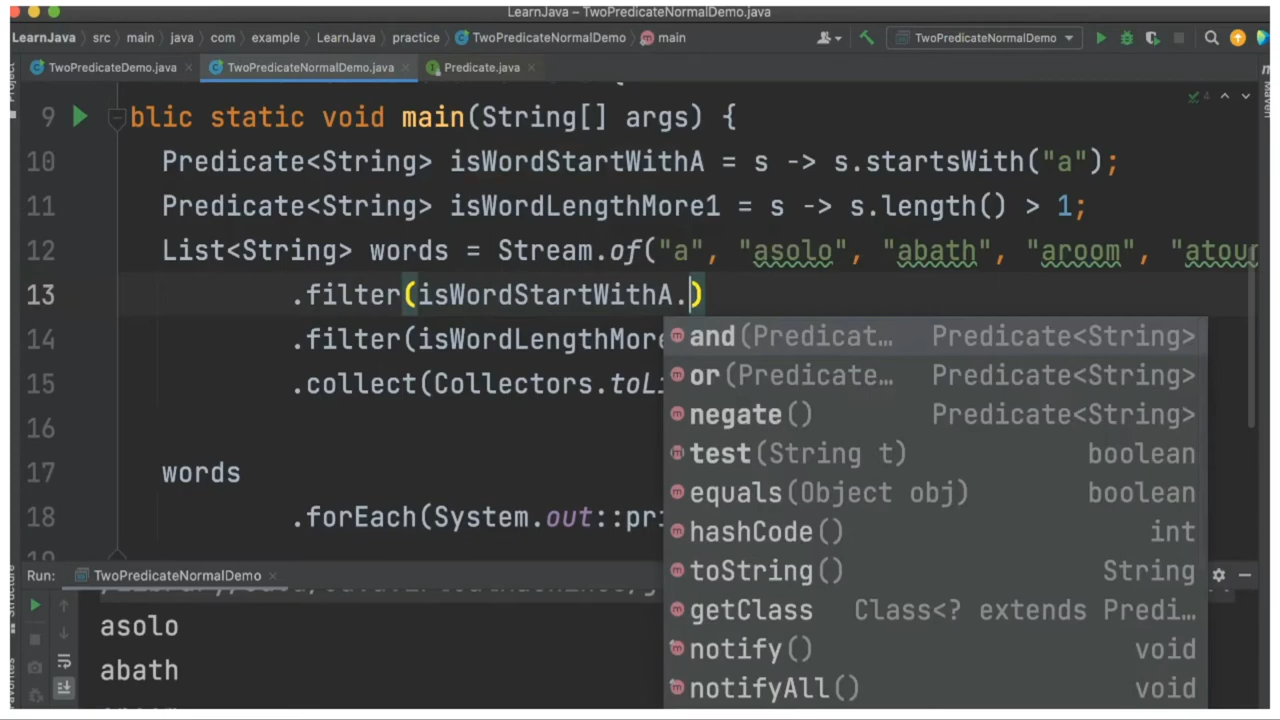 LearnJava – TwoPredicateNormalDemo.java
LearnJava src main java com example LearnJava practice TwoPredicateNormalDemo main TwoPredicateNormalDemo
Project TwoPredicateDemo.java TwoPredicateNormalDemo.java Predicate.java
Maven
9 blic static void main(String[] args) { 4
10 Predicate<String> isWordStartWithA = s -> s.startsWith("a");
11 Predicate<String> isWordLengthMore1 = s -> s.length() > 1;
12 List<String> words = Stream.of("a", "asolo", "abath", "aroom", "atour
13 .filter(isWordStartWithA.)
14 .filter(isWordLengthMore
15 .collect(Collectors.toLi
16
17 words
18 .forEach(System.out::pri
19
and(Predicat… Predicate<String>
or(Predicate… Predicate<String>
negate() Predicate<String>
test(String t) boolean
equals(Object obj) boolean
hashCode() int
toString() String
getClass Class<? extends Predi…
notify() void
notifyAll() void
Structure
Run: TwoPredicateNormalDemo
asolo
abath